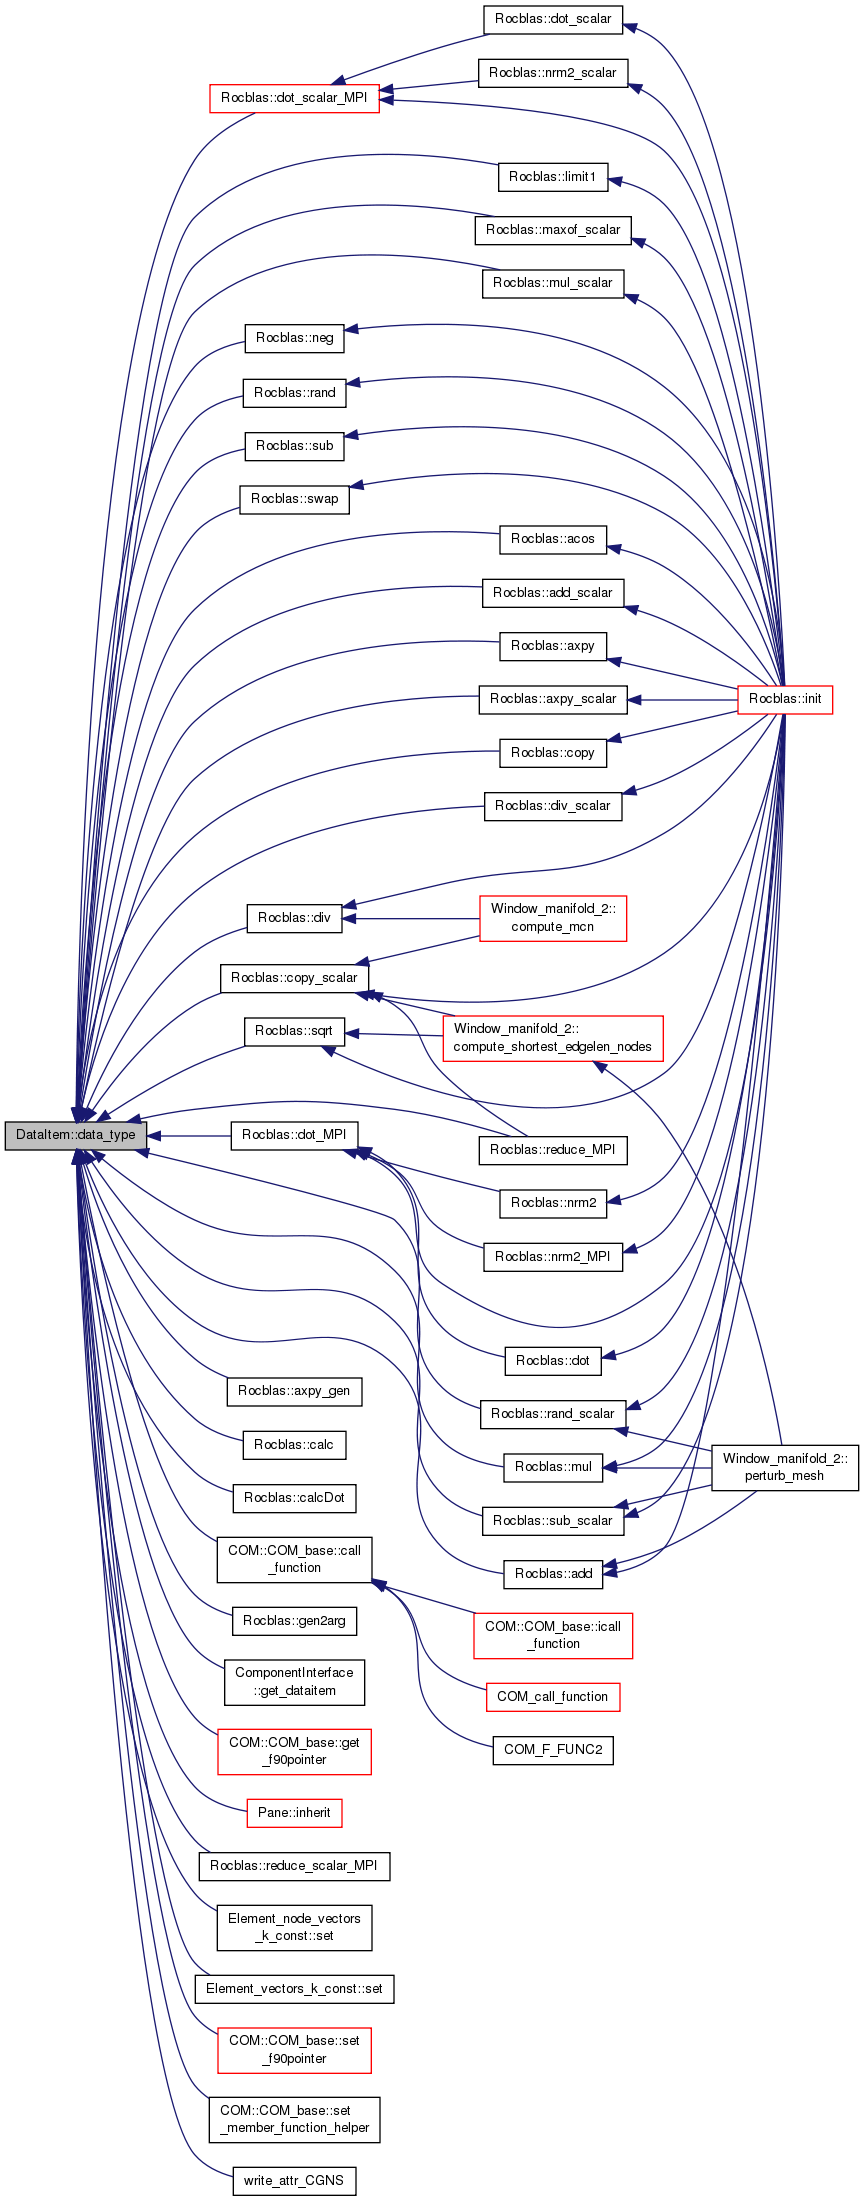 Rocblas::dot_scalar
Rocblas::nrm2_scalar
Rocblas::dot_scalar_MPI
Rocblas::limit1
Rocblas::maxof_scalar
Rocblas::mul_scalar
Rocblas::neg
Rocblas::rand
Rocblas::sub
Rocblas::swap
Rocblas::acos
Rocblas::add_scalar
Rocblas::axpy
Rocblas::axpy_scalar
Rocblas::init
Rocblas::copy
Rocblas::div_scalar
Rocblas::div
Window_manifold_2::
compute_mcn
Rocblas::copy_scalar
Rocblas::sqrt
Window_manifold_2::
compute_shortest_edgelen_nodes
DataItem::data_type
Rocblas::dot_MPI
Rocblas::reduce_MPI
Rocblas::nrm2
Rocblas::nrm2_MPI
Rocblas::dot
Rocblas::axpy_gen
Rocblas::rand_scalar
Rocblas::calc
Rocblas::mul
Window_manifold_2::
perturb_mesh
Rocblas::calcDot
Rocblas::sub_scalar
COM::COM_base::call
_function
Rocblas::add
Rocblas::gen2arg
COM::COM_base::icall
_function
ComponentInterface
::get_dataitem
COM_call_function
COM::COM_base::get
_f90pointer
COM_F_FUNC2
Pane::inherit
Rocblas::reduce_scalar_MPI
Element_node_vectors
_k_const::set
Element_vectors_k_const::set
COM::COM_base::set
_f90pointer
COM::COM_base::set
_member_function_helper
write_attr_CGNS